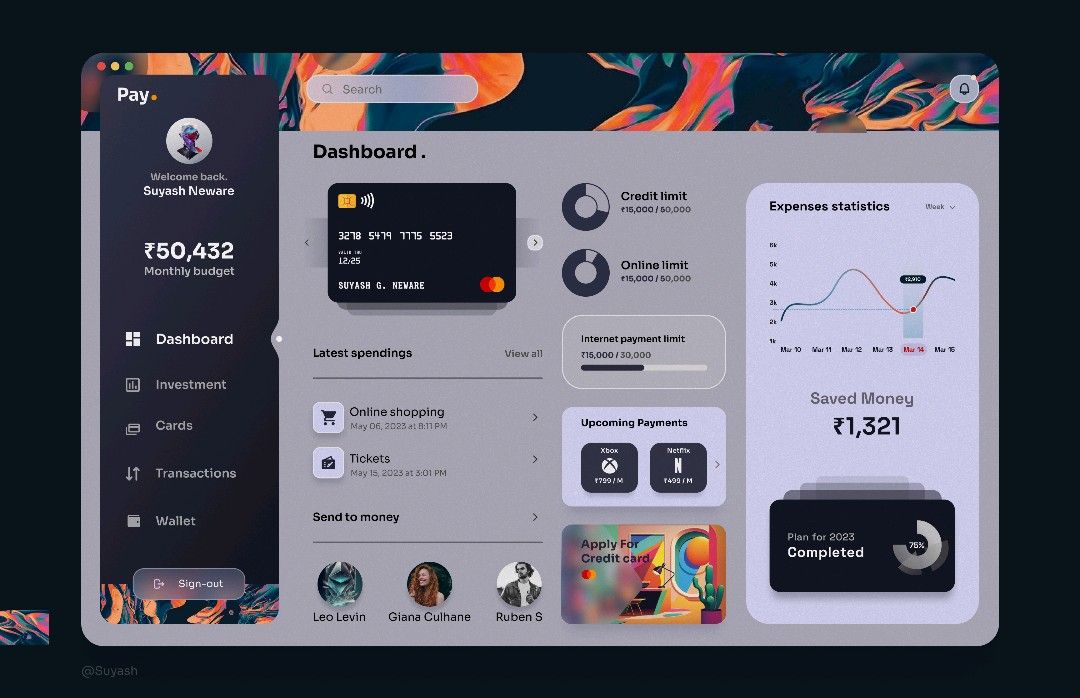 Pay.
Welcome back.
Suyash Neware
₹50,432
Monthly budget
Dashboard
Investment
Cards
Transactions
Wallet
Sign-out
Search
Dashboard .
3278 5479 7775 5523
VALID THU
12/25
SUYASH G. NEWARE
Credit limit
₹15,000 / 50,000
Online limit
₹15,000 / 50,000
Internet payment limit
₹15,000 / 30,000
Latest spendings
View all
Online shopping
May 06, 2023 at 8:11 PM
Tickets
May 15, 2023 at 3:01 PM
Send to money
Leo Levin
Giana Culhane
Ruben S
Upcoming Payments
Xbox
₹799 / M
Netflix
N
₹499 / M
Apply For
Credit card
Expenses statistics
Week
6k
5k
4k
3k
2k
1k
₹2,910
Mar 10
Mar 11
Mar 12
Mar 13
Mar 14
Mar 15
Saved Money
₹1,321
Plan for 2023
Completed
75%
@Suyash